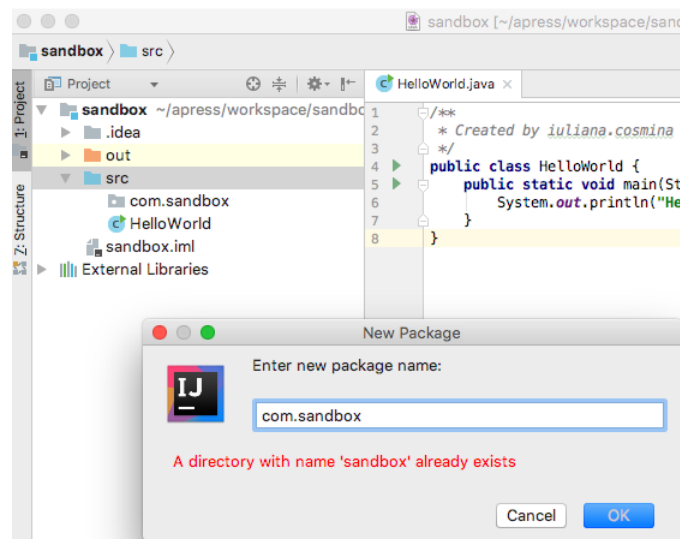 sandbox [~/apress/workspace/sand
sandbox
src
1: Project
Z: Structure
Project
sandbox ~/apress/workspace/sandbo
.idea
out
src
com.sandbox
HelloWorld
sandbox.iml
External Libraries
HelloWorld.java
1 /**
2 * Created by iuliana.cosmina
3 */
4 public class HelloWorld {
5 public static void main(St
6 System.out.println("He
7 }
8 }
New Package
IJ
Enter new package name:
com.sandbox
A directory with name 'sandbox' already exists
Cancel
OK